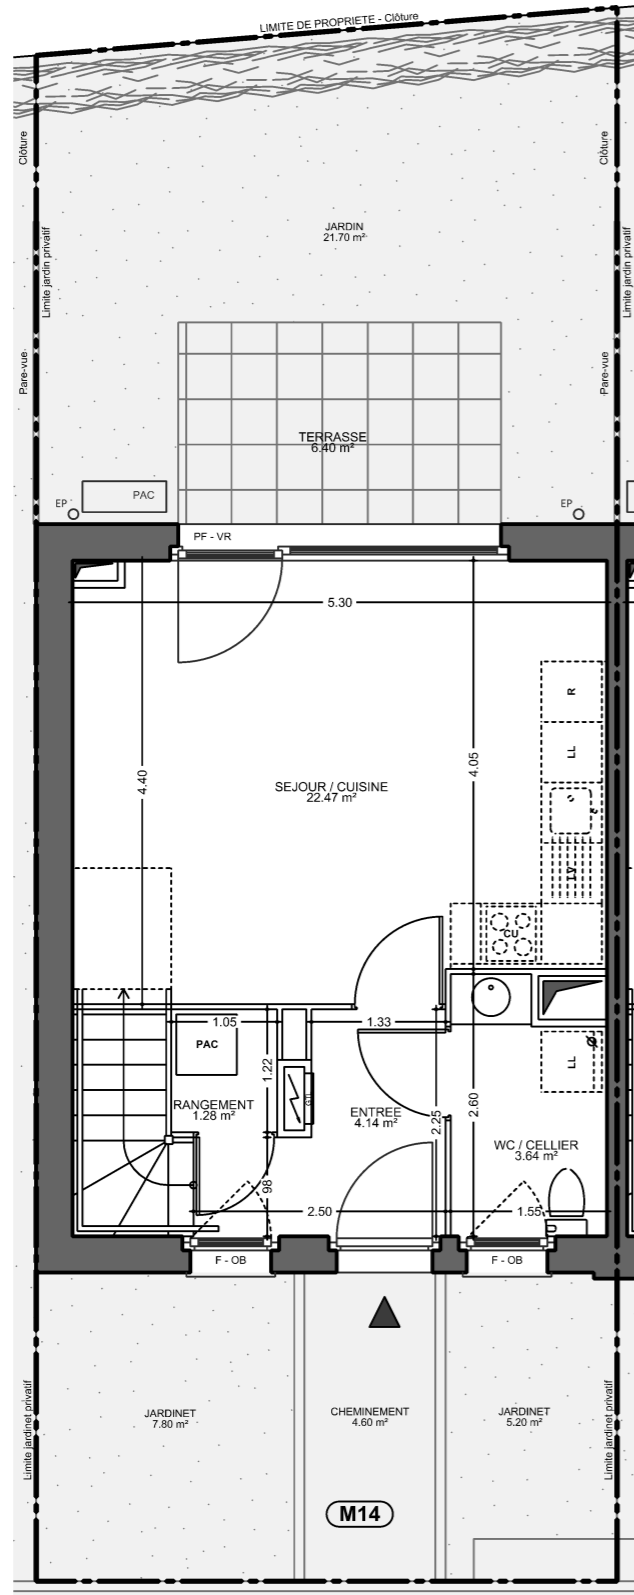 LIMITE DE PROPRIETE - Clôture
Clôture
Clôture
Limite jardin privatif
Limite jardin privatif
JARDIN
21.70 m²
Pare-vue
Pare-vue
TERRASSE
6.40 m²
PAC
EP
EP
PF - VR
5.30
R
LL
4.40
4.05
SEJOUR / CUISINE
22.47 m²
LV
CU
1.05
1.33
PAC
1.22
LL
GTL
RANGEMENT
1.28 m²
ENTREE
4.14 m²
2.25
2.60
WC / CELLIER
3.64 m²
98
2.50
1.55
F - OB
F - OB
Limite jardinet privatif
Limite jardinet privatif
JARDINET
7.80 m²
CHEMINEMENT
4.60 m²
JARDINET
5.20 m²
M14